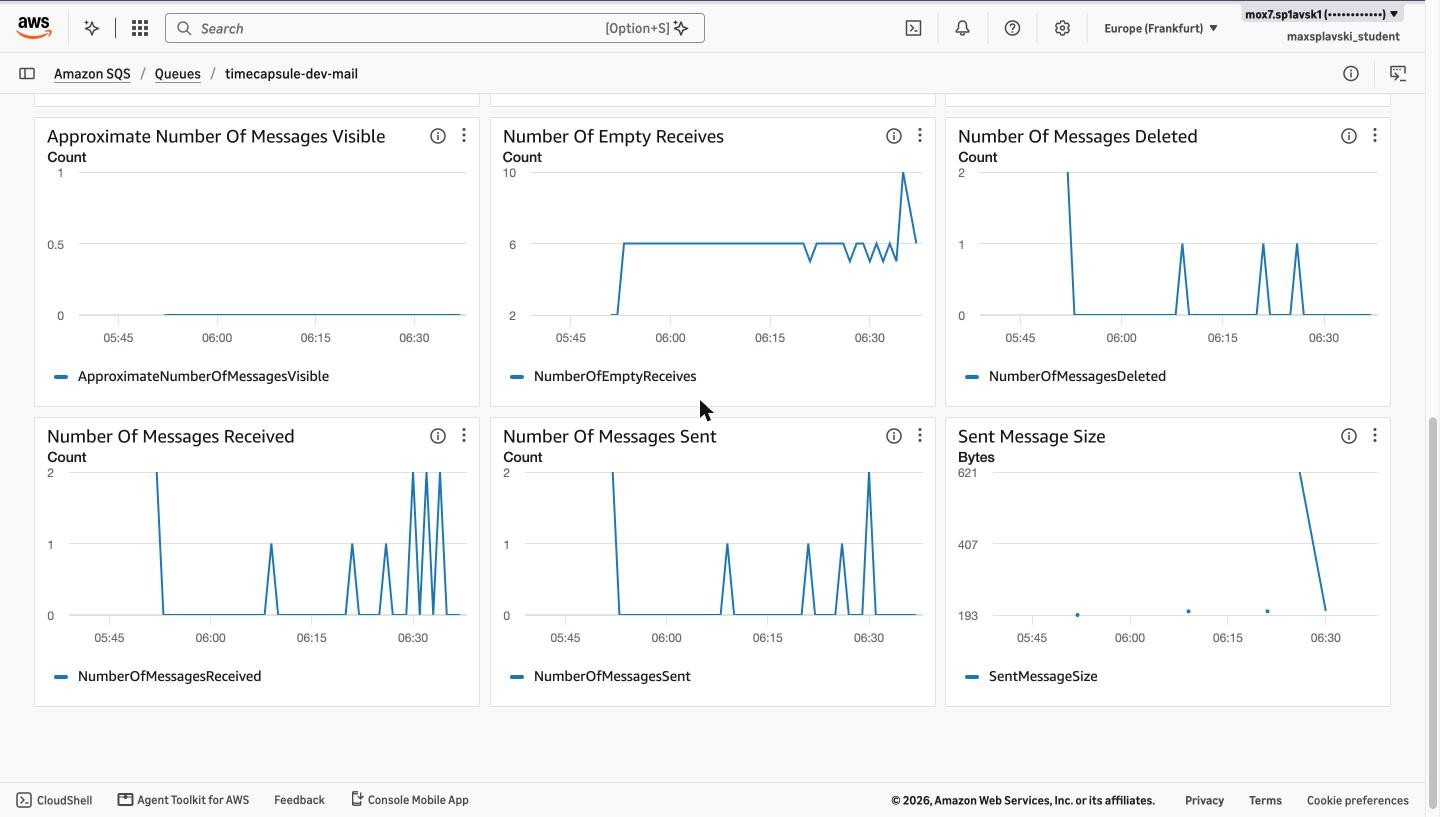 aws
Search [Option+S]
mox7.sp1avsk1 (••••••••••••)
Europe (Frankfurt)
maxsplavski_student
Amazon SQS / Queues / timecapsule-dev-mail
Approximate Number Of Messages Visible
Count
1
0.5
0
05:45 06:00 06:15 06:30
ApproximateNumberOfMessagesVisible
Number Of Empty Receives
Count
10
6
2
05:45 06:00 06:15 06:30
NumberOfEmptyReceives
Number Of Messages Deleted
Count
2
1
0
05:45 06:00 06:15 06:30
NumberOfMessagesDeleted
Number Of Messages Received
Count
2
1
0
05:45 06:00 06:15 06:30
NumberOfMessagesReceived
Number Of Messages Sent
Count
2
1
0
05:45 06:00 06:15 06:30
NumberOfMessagesSent
Sent Message Size
Bytes
621
407
193
05:45 06:00 06:15 06:30
SentMessageSize
CloudShell Agent Toolkit for AWS Feedback Console Mobile App © 2026, Amazon Web Services, Inc. or its affiliates. Privacy Terms Cookie preferences